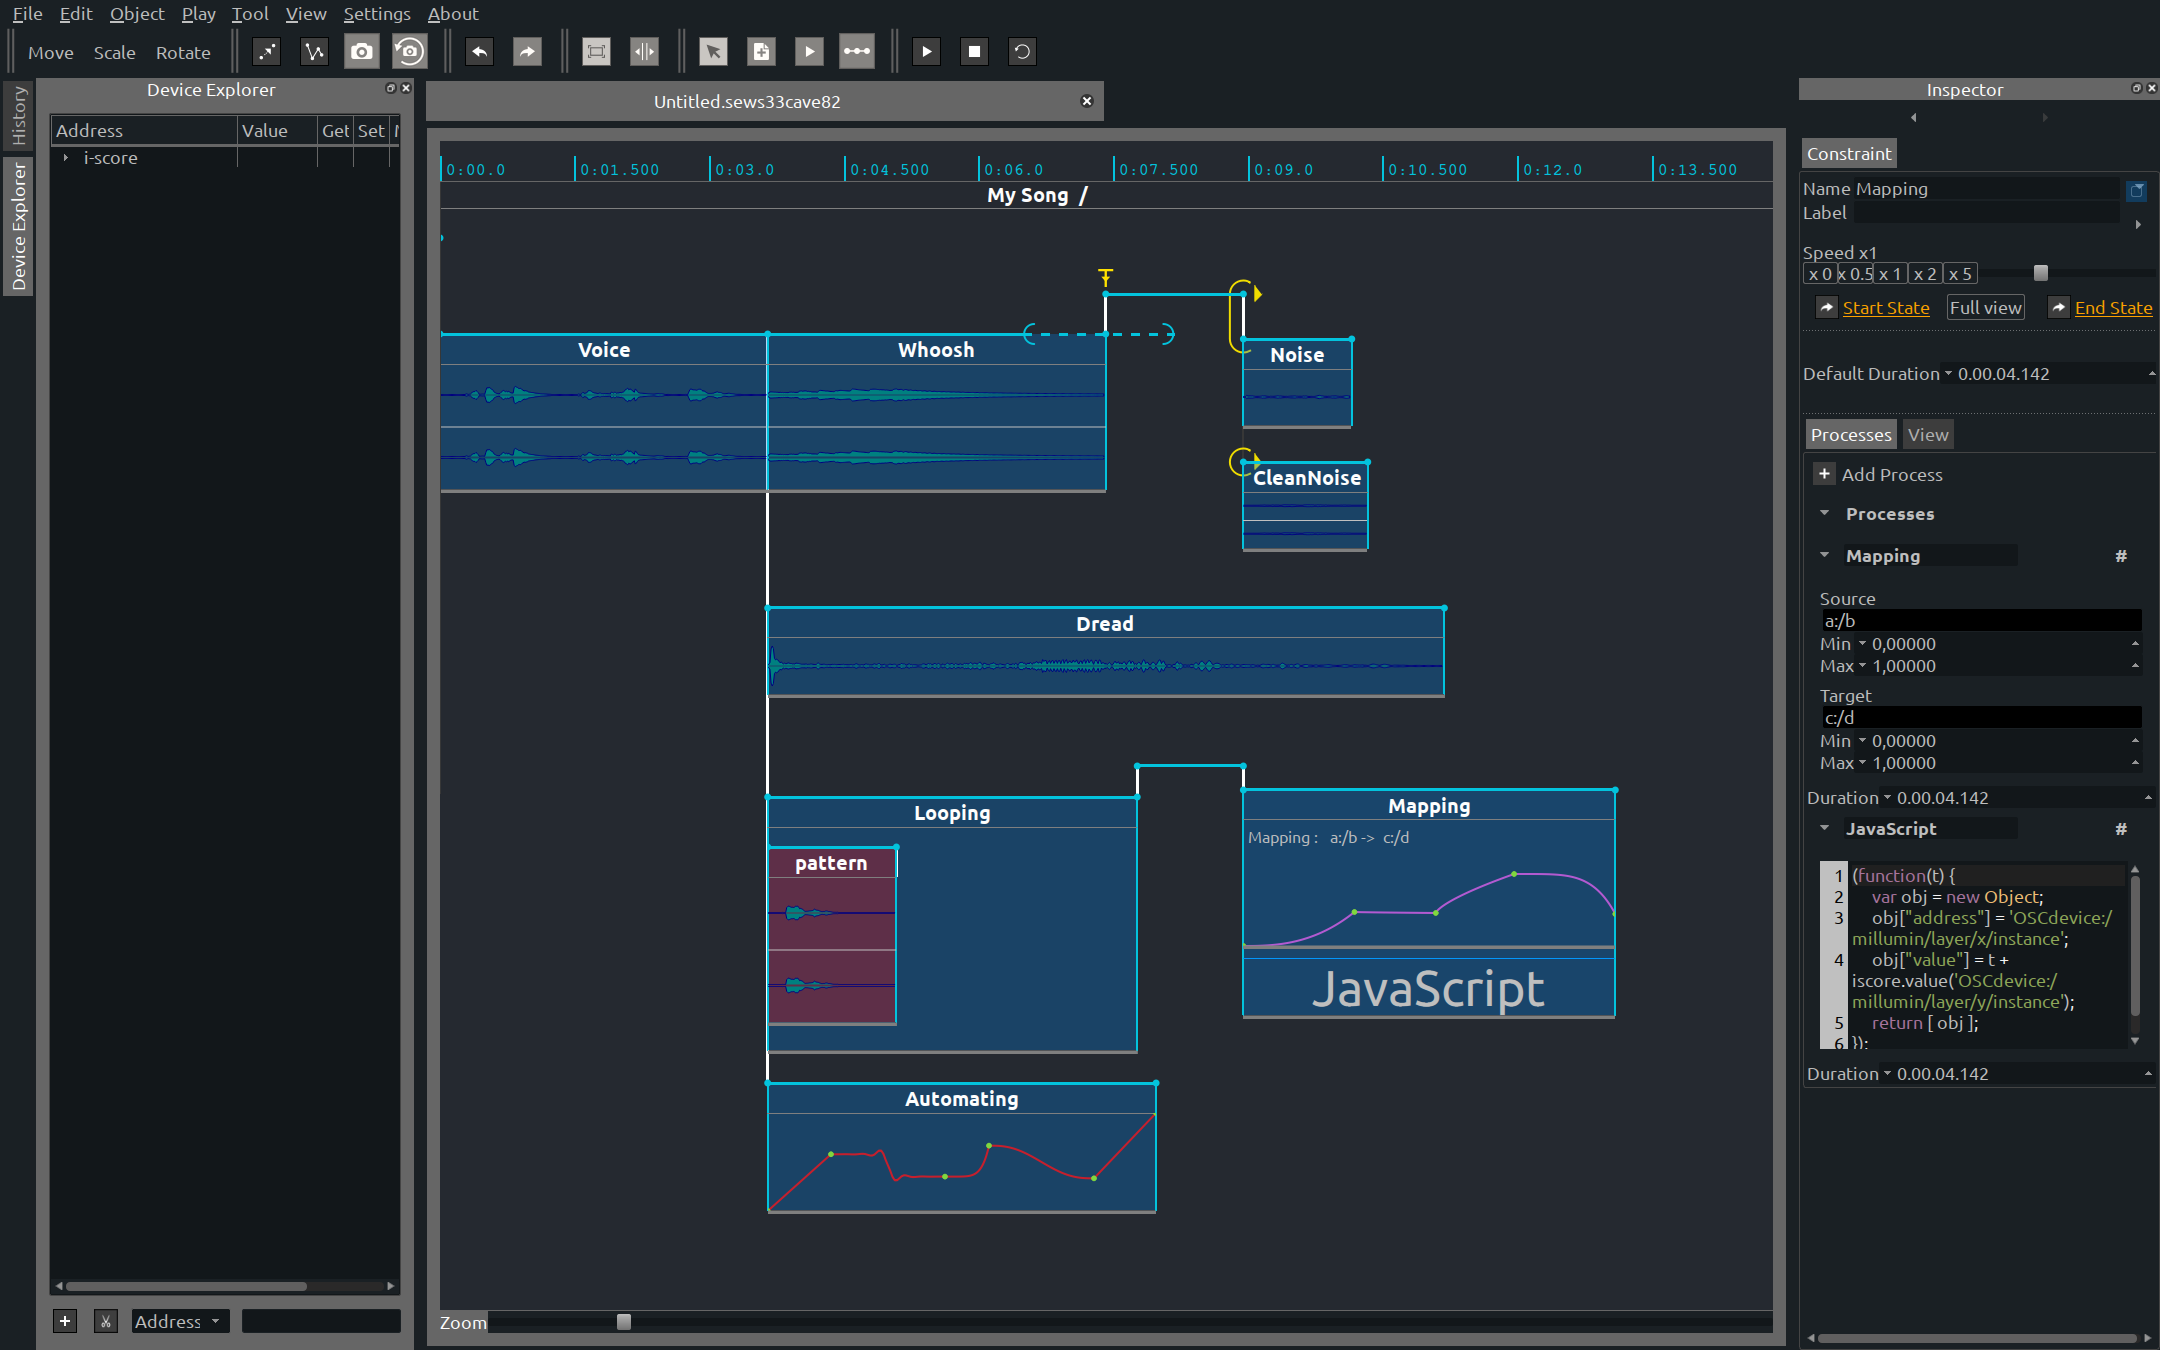 File Edit Object Play Tool View Settings About
Move Scale Rotate
History
Device Explorer
Device Explorer
Address Value Get Set
i-score
Address
Untitled.sews33cave82
0:00.0 0:01.500 0:03.0 0:04.500 0:06.0 0:07.500 0:09.0 0:10.500 0:12.0 0:13.500
My Song /
Voice Whoosh
Noise
CleanNoise
Dread
Looping
pattern
Mapping
Mapping : a:/b -> c:/d
JavaScript
Automating
Zoom
Inspector
Constraint
Name Mapping
Label
Speed x1
x 0 x 0.5 x 1 x 2 x 5
Start State Full view End State
Default Duration 0.00.04.142
Processes View
+ Add Process
Processes
Mapping #
Source
a:/b
Min 0,00000
Max 1,00000
Target
c:/d
Min 0,00000
Max 1,00000
Duration 0.00.04.142
JavaScript #
1 (function(t) {
2 var obj = new Object;
3 obj["address"] = 'OSCdevice:/
millumin/layer/x/instance';
4 obj["value"] = t +
iscore.value('OSCdevice:/
millumin/layer/y/instance');
5 return [ obj ];
6 });
Duration 0.00.04.142